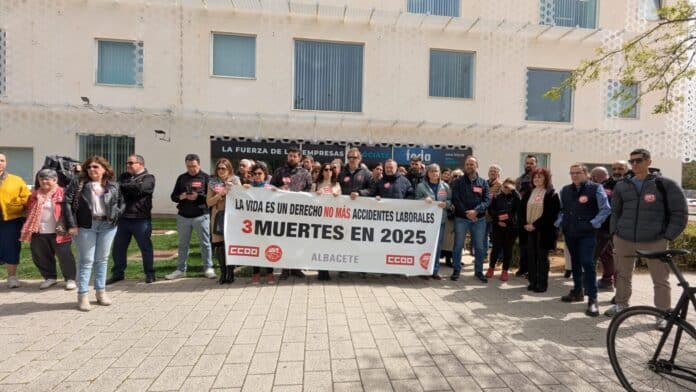 LA FUERZA DE L EMPRESAS
feda
LA VIDA ES UN DERECHO NO MÁS ACCIDENTES LABORALES
3 MUERTES EN 2025
CCOO
ALBACETE
CCOO